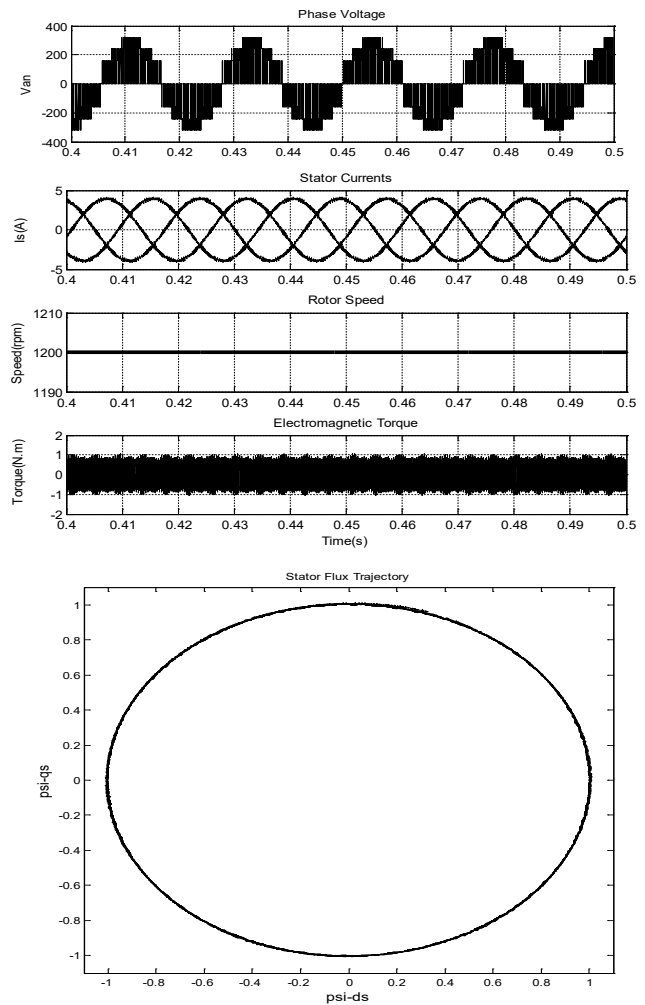 Phase Voltage
Van
400
200
0
-200
-400
0.4 0.41 0.42 0.43 0.44 0.45 0.46 0.47 0.48 0.49 0.5
Stator Currents
Is(A)
5
0
-5
0.4 0.41 0.42 0.43 0.44 0.45 0.46 0.47 0.48 0.49 0.5
Rotor Speed
Speed(rpm)
1210
1200
1190
0.4 0.41 0.42 0.43 0.44 0.45 0.46 0.47 0.48 0.49 0.5
Electromagnetic Torque
Torque(N.m)
2
1
0
-1
-2
0.4 0.41 0.42 0.43 0.44 0.45 0.46 0.47 0.48 0.49 0.5
Time(s)
Stator Flux Trajectory
psi-qs
1
0.8
0.6
0.4
0.2
0
-0.2
-0.4
-0.6
-0.8
-1
-1 -0.8 -0.6 -0.4 -0.2 0 0.2 0.4 0.6 0.8 1
psi-ds